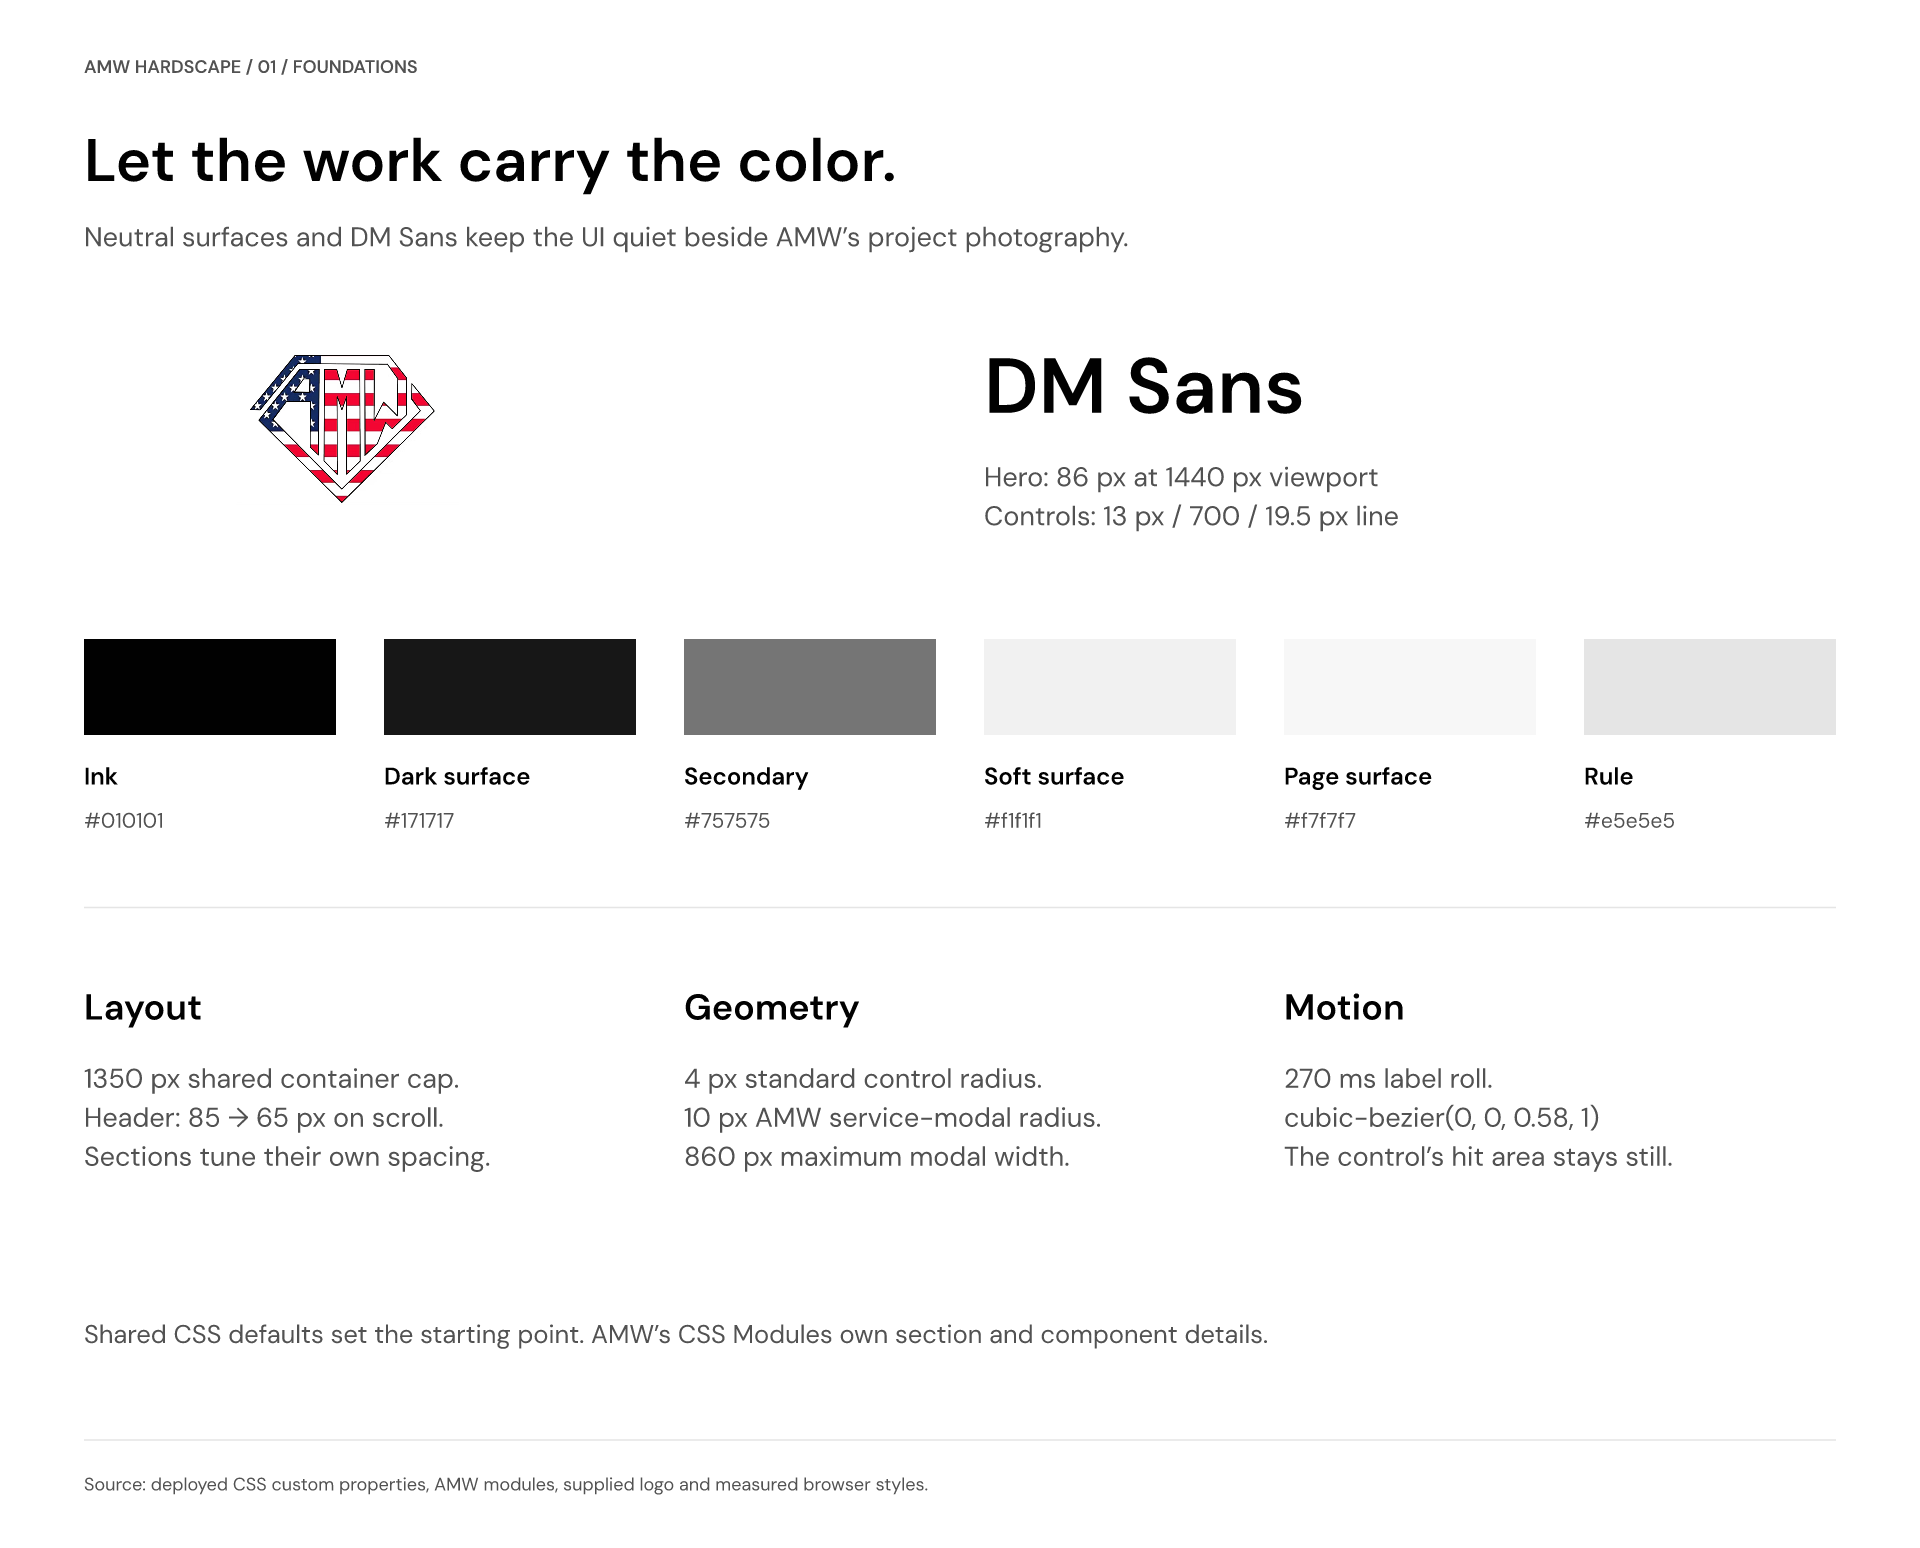 AMW HARDSCAPE / 01 / FOUNDATIONS
Let the work carry the color.
Neutral surfaces and DM Sans keep the UI quiet beside AMW’s project photography.
AMW
DM Sans
Hero: 86 px at 1440 px viewport
Controls: 13 px / 700 / 19.5 px line
Ink
#010101
Dark surface
#171717
Secondary
#757575
Soft surface
#f1f1f1
Page surface
#f7f7f7
Rule
#e5e5e5
Layout
1350 px shared container cap.
Header: 85 → 65 px on scroll.
Sections tune their own spacing.
Geometry
4 px standard control radius.
10 px AMW service-modal radius.
860 px maximum modal width.
Motion
270 ms label roll.
cubic-bezier(0, 0, 0.58, 1)
The control’s hit area stays still.
Shared CSS defaults set the starting point. AMW’s CSS Modules own section and component details.
Source: deployed CSS custom properties, AMW modules, supplied logo and measured browser styles.